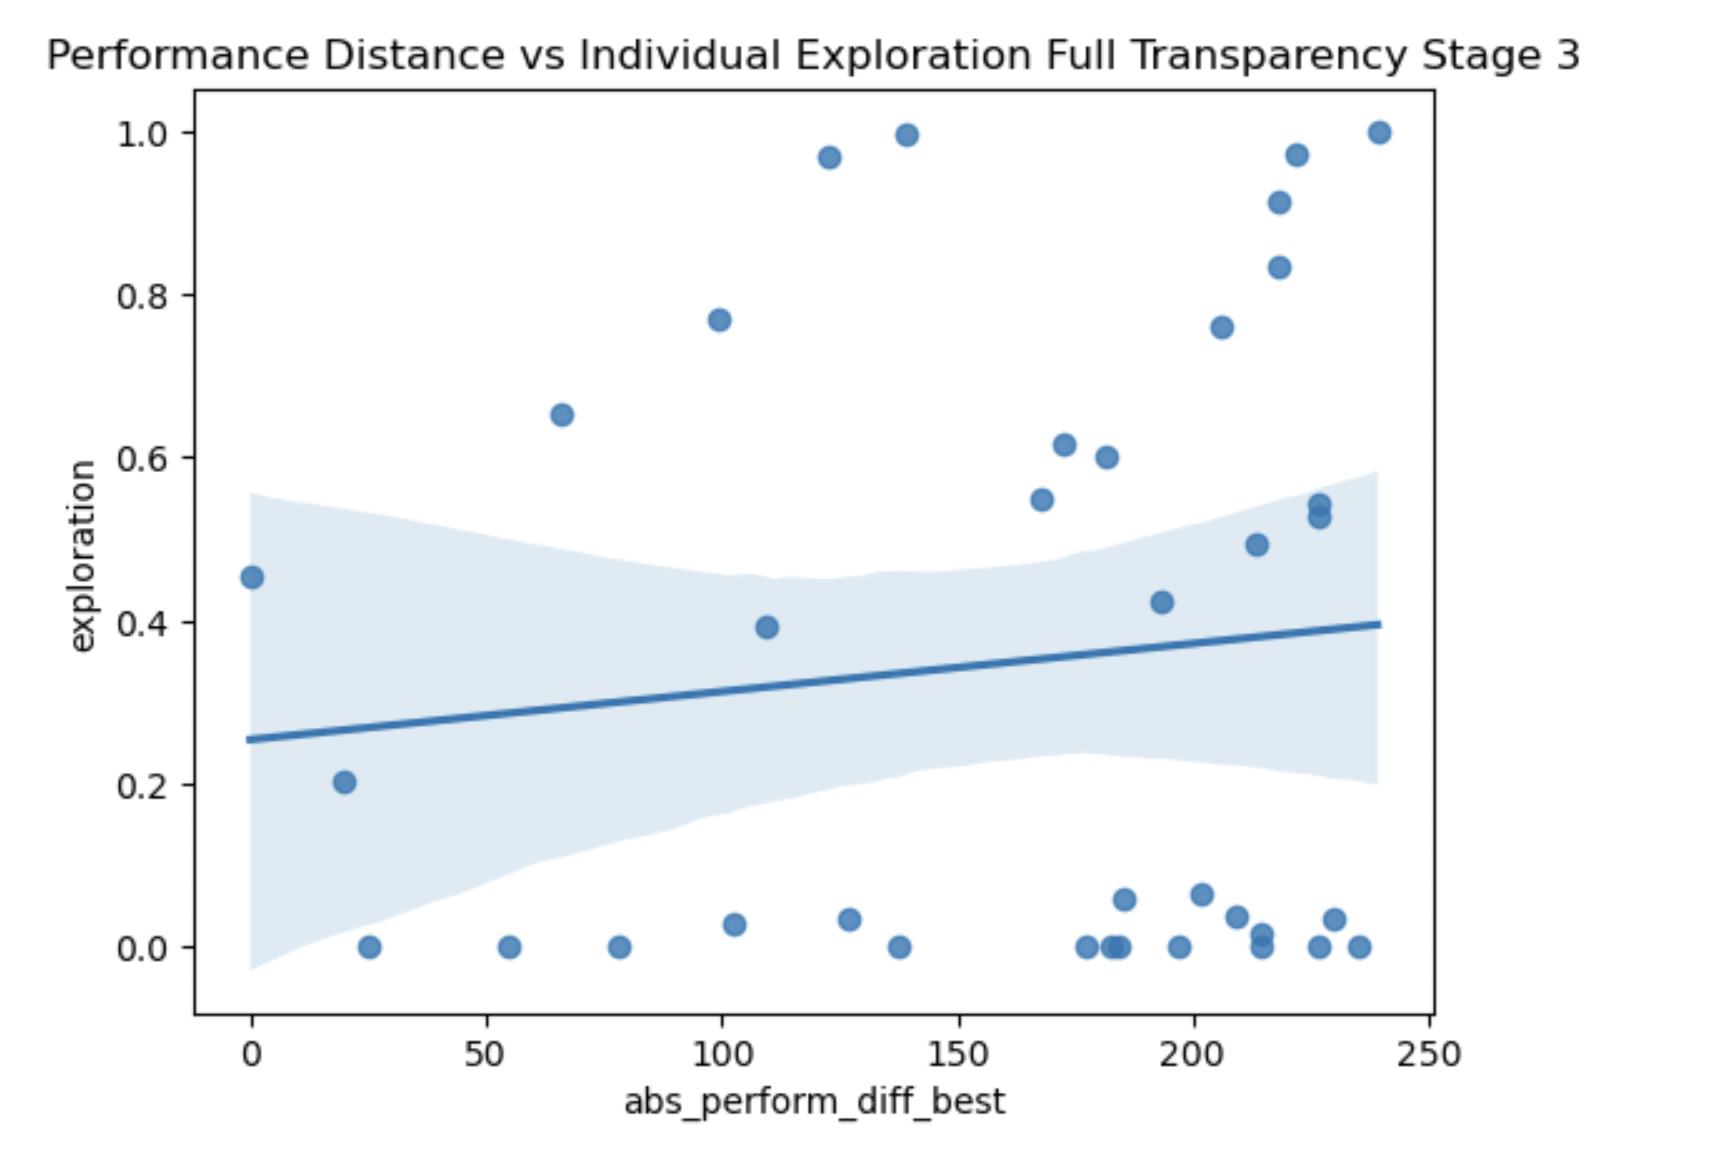 Performance Distance vs Individual Exploration Full Transparency Stage 3
1.0
0.8
0.6
0.4
0.2
0.0
exploration
0 50 100 150 200 250
abs_perform_diff_best